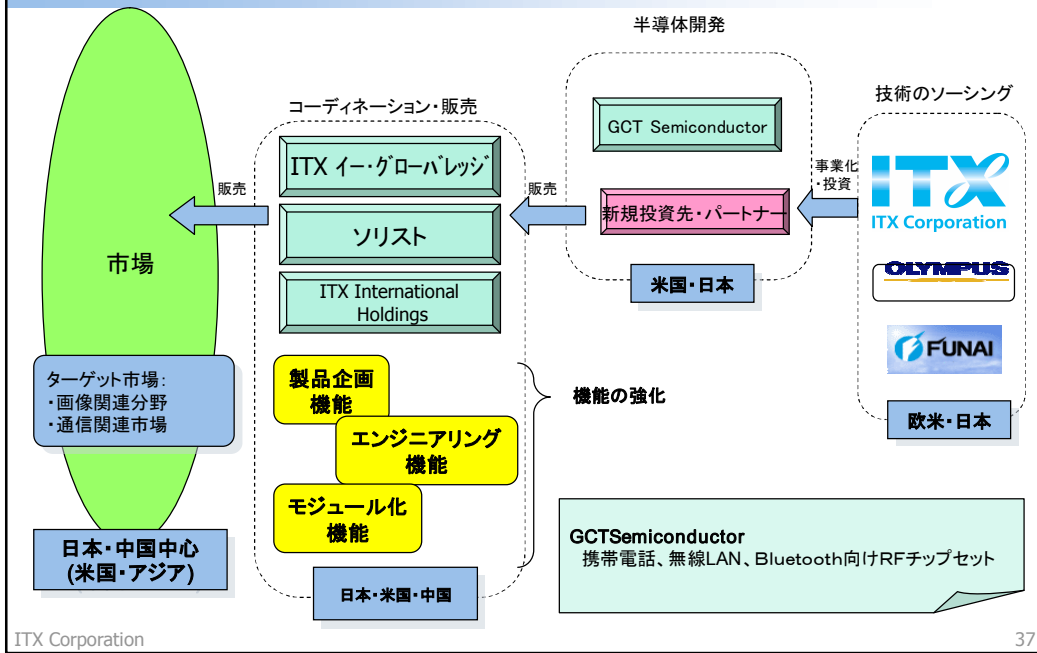 半導体開発
技術のソーシング
コーディネーション・販売
GCT Semiconductor
ITX イー・グローバレッジ
事業化
・投資
ITX
ITX Corporation
販売
販売
新規投資先・パートナー
ソリスト
市場
OLYMPUS
米国・日本
ITX International
Holdings
FUNAI
ターゲット市場:
・画像関連分野
・通信関連市場
製品企画
機能
機能の強化
欧米・日本
エンジニアリング
機能
モジュール化
機能
GCTSemiconductor
携帯電話、無線LAN、Bluetooth向けRFチップセット
日本・中国中心
(米国・アジア)
日本・米国・中国
ITX Corporation
37